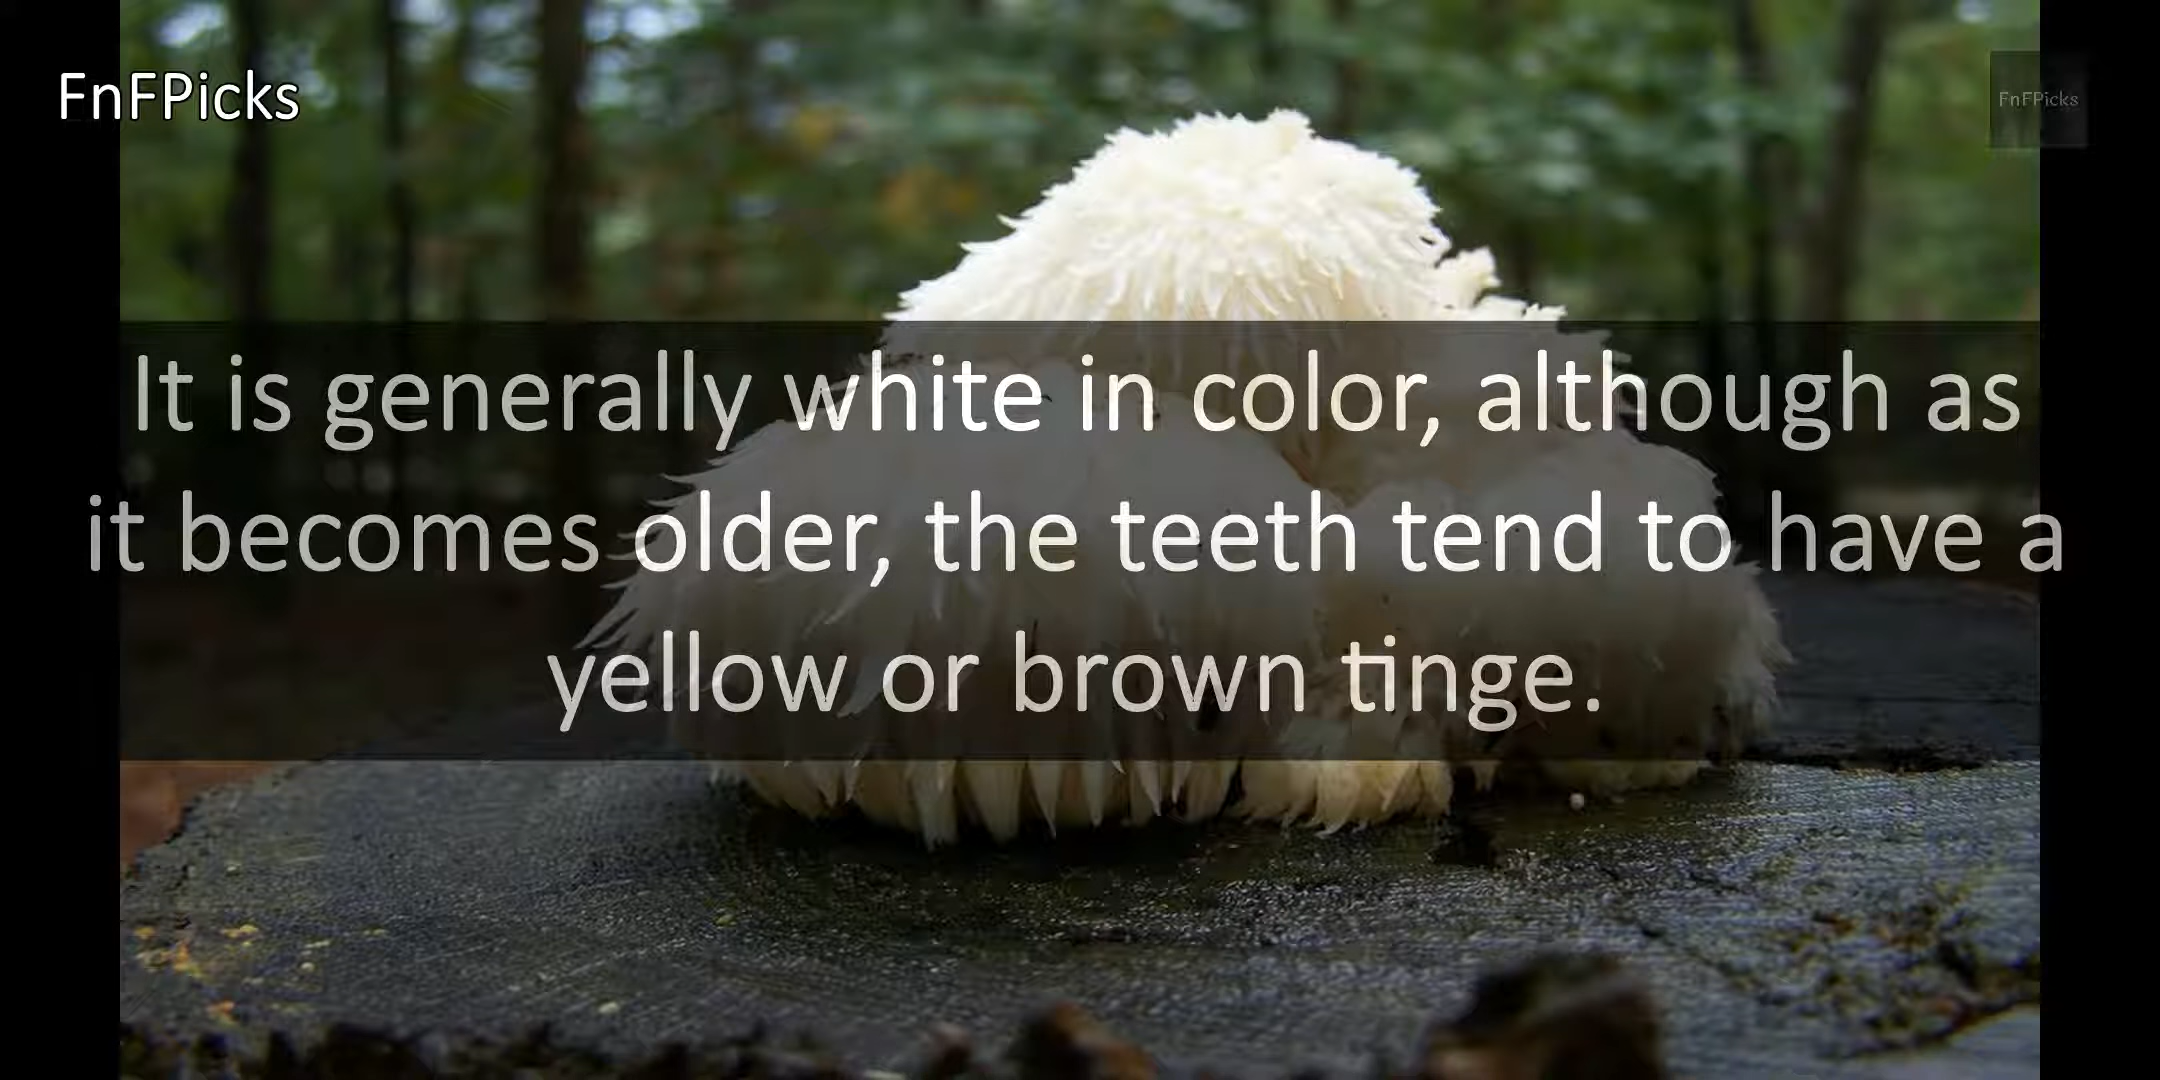 FnFPicks
FnFPicks
It is generally white in color, although as
it becomes older, the teeth tend to have a
yellow or brown tinge.